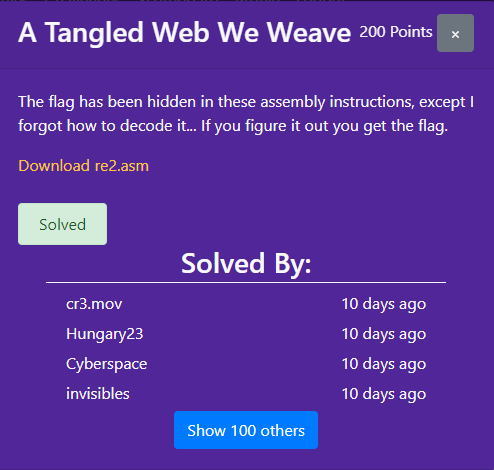 A Tangled Web We Weave 200 Points ×
The flag has been hidden in these assembly instructions, except I
forgot how to decode it... If you figure it out you get the flag.
Download re2.asm
Solved
Solved By:
cr3.mov 10 days ago
Hungary23 10 days ago
Cyberspace 10 days ago
invisibles 10 days ago
Show 100 others